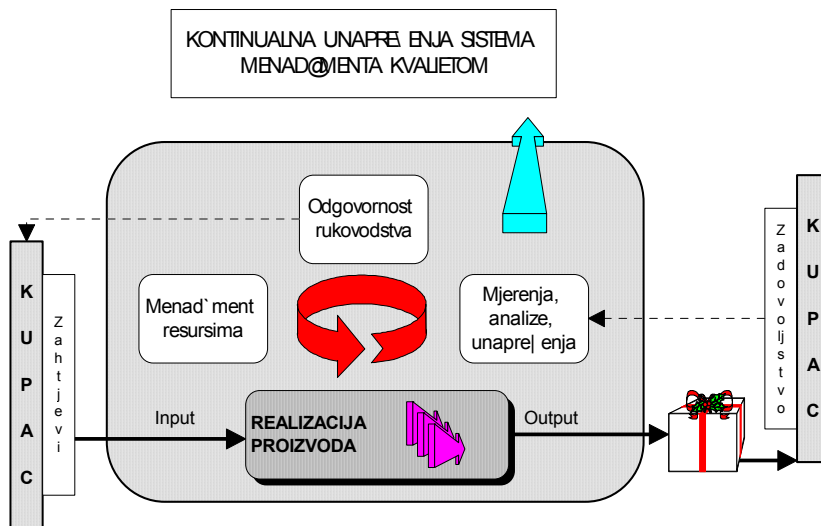 KONTINUALNA UNAPRE\ ENJA SISTEMA
MENAD@MENTA KVALIETOM
Odgovornost
rukovodstva
Menad`ment
resursima
Mjerenja,
analize,
unapre| enja
KUPAC
Zahtjevi
Input
REALIZACIJA
PROIZVODA
Output
Zadovoljstvo
KUPAC